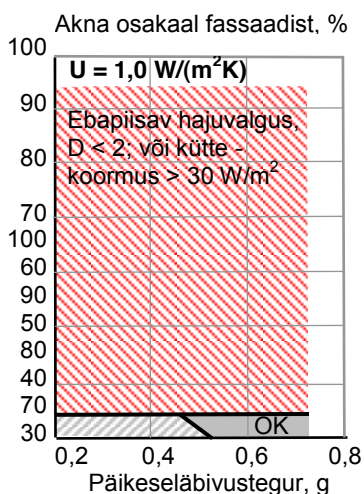 Akna osakaal fassaadist, %
100
U = 1,0 W/(m²K)
90
Ebapiisav hajuvalgus,
D < 2; või kütte -
80
koormus > 30 W/m²
70
100
60
90
50
80
40
70
OK
30
0,2 0,4 0,6 0,8
Päikeseläbivustegur, g